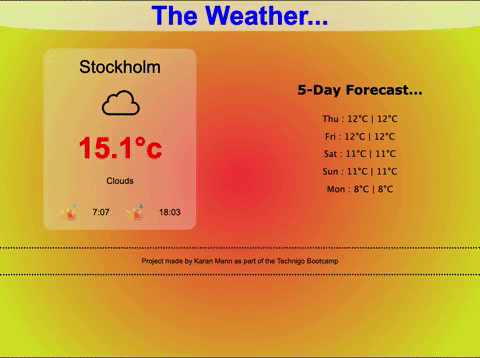 The Weather...
Stockholm
15.1°c
Clouds
7:07 18:03
5-Day Forecast...
Thu : 12°C | 12°C
Fri : 12°C | 12°C
Sat : 11°C | 11°C
Sun : 11°C | 11°C
Mon : 8°C | 8°C
Project made by Karan Mann as part of the Technigo Bootcamp